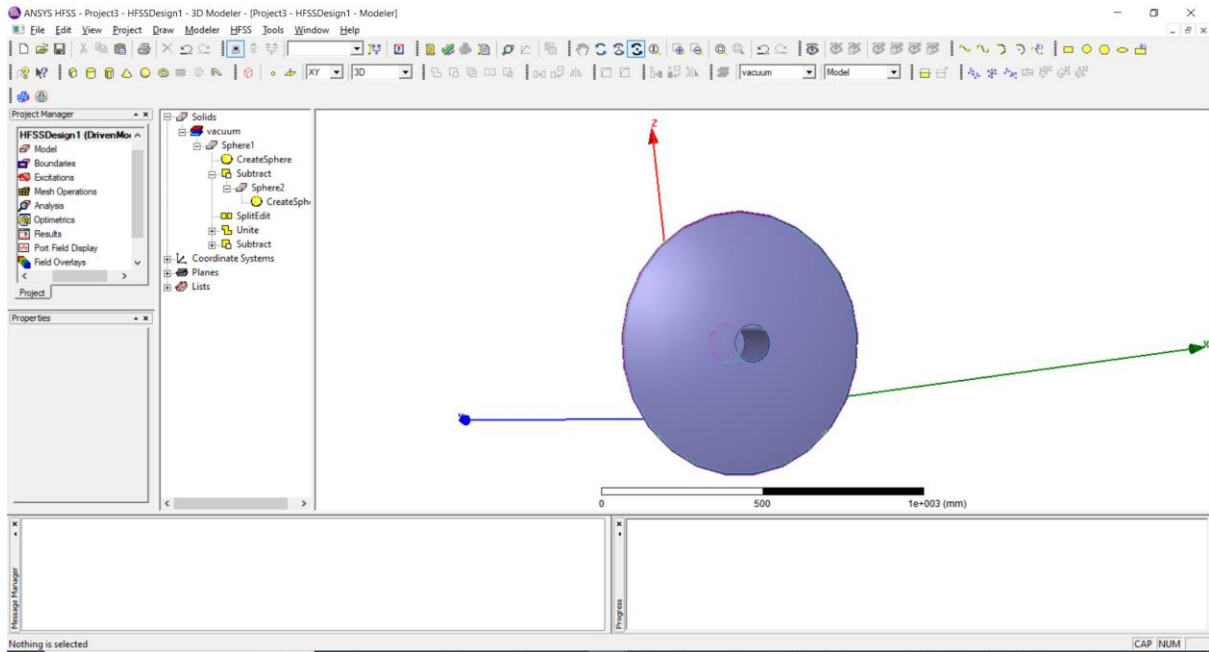 ANSYS HFSS - Project3 - HFSSDesign1 - 3D Modeler - [Project3 - HFSSDesign1 - Modeler]
File Edit View Project Draw Modeler HFSS Tools Window Help
XY 3D vacuum Model
Project Manager
HFSSDesign1 (DrivenMo
Model
Boundaries
Excitations
Mesh Operations
Analysis
Optimetrics
Results
Port Field Display
Field Overlays
Project
Properties
Solids
vacuum
Sphere1
CreateSphere
Subtract
Sphere2
CreateSph
SplitEdit
Unite
Subtract
Coordinate Systems
Planes
Lists
Z
X
0 500 1e+003 (mm)
Message Manager
Progress
Nothing is selected
CAP NUM